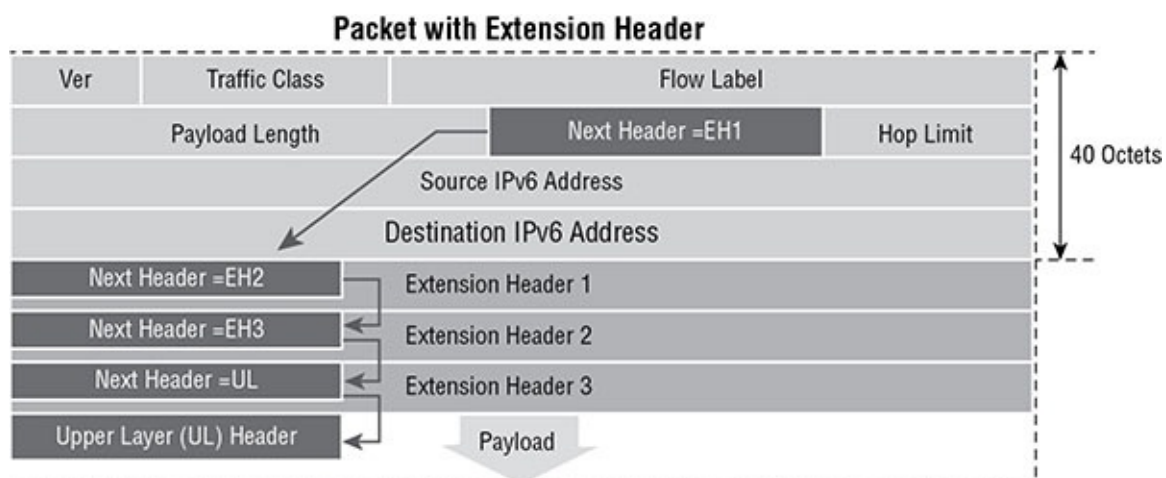 Packet with Extension Header
Ver Traffic Class Flow Label
Payload Length Next Header =EH1 Hop Limit
40 Octets
Source IPv6 Address
Destination IPv6 Address
Next Header =EH2 Extension Header 1
Next Header =EH3 Extension Header 2
Next Header =UL Extension Header 3
Upper Layer (UL) Header Payload